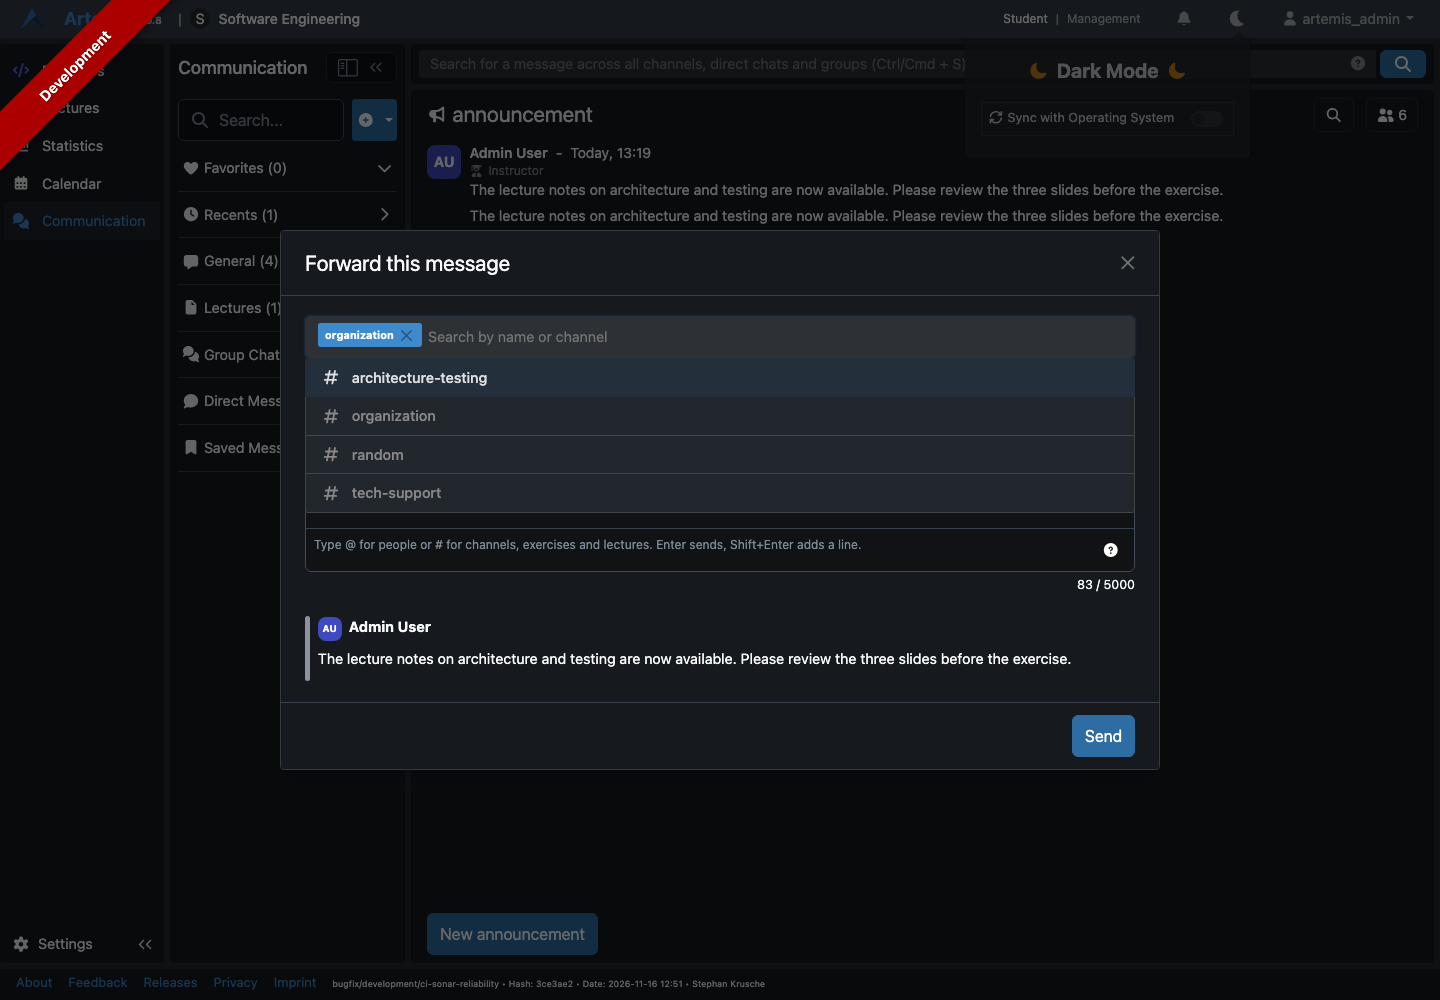 Development
S Software Engineering
Student | Management
artemis_admin
Lectures
Statistics
Calendar
Communication
Settings
Communication
Search...
Favorites (0)
Recents (1)
General (4)
Lectures (1)
Group Chat
Direct Mess
Saved Mess
Search for a message across all channels, direct chats and groups (Ctrl/Cmd + S)
Dark Mode
Sync with Operating System
announcement
6
AU Admin User - Today, 13:19
Instructor
The lecture notes on architecture and testing are now available. Please review the three slides before the exercise.
The lecture notes on architecture and testing are now available. Please review the three slides before the exercise.
Forward this message
organization Search by name or channel
# architecture-testing
# organization
# random
# tech-support
Type @ for people or # for channels, exercises and lectures. Enter sends, Shift+Enter adds a line.
83 / 5000
AU Admin User
The lecture notes on architecture and testing are now available. Please review the three slides before the exercise.
Send
New announcement
About Feedback Releases Privacy Imprint bugfix/development/ci-sonar-reliability • Hash: 3ce3ae2 • Date: 2026-11-16 12:51 • Stephan Krusche